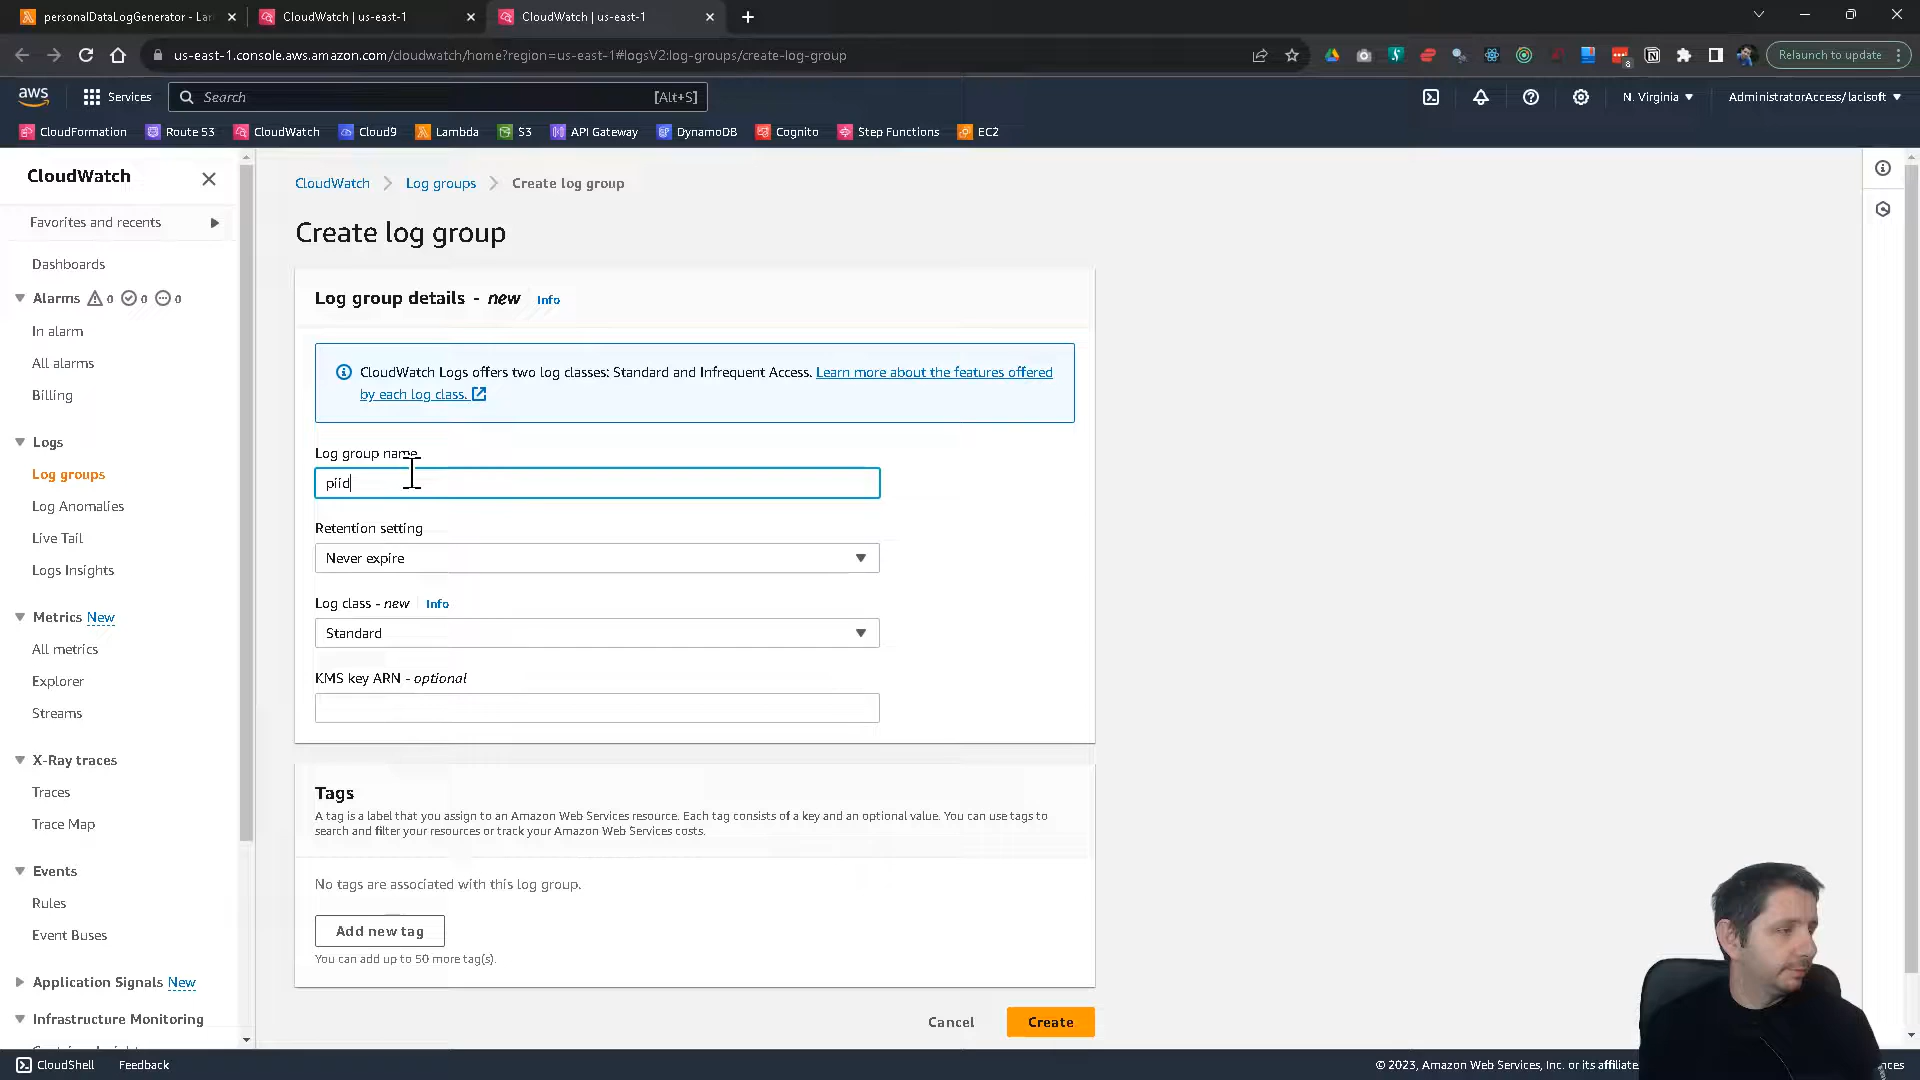 personalDataLogGenerator - La
CloudWatch | us-east-1
CloudWatch | us-east-1
us-east-1.console.aws.amazon.com/cloudwatch/home?region=us-east-1#logsV2:log-groups/create-log-group
8
Relaunch to update
aws
Services
Search
[Alt+S]
N. Virginia
AdministratorAccess/lacisoft
CloudFormation
Route 53
CloudWatch
Cloud9
Lambda
S3
API Gateway
DynamoDB
Cognito
Step Functions
EC2
CloudWatch
Favorites and recents
Dashboards
Alarms 0 0 0
In alarm
All alarms
Billing
Logs
Log groups
Log Anomalies
Live Tail
Logs Insights
Metrics New
All metrics
Explorer
Streams
X-Ray traces
Traces
Trace Map
Events
Rules
Event Buses
Application Signals New
Infrastructure Monitoring
CloudWatch
Log groups
Create log group
Create log group
Log group details - new Info
CloudWatch Logs offers two log classes: Standard and Infrequent Access. Learn more about the features offered
by each log class.
Log group name
piid
Retention setting
Never expire
Log class - new Info
Standard
KMS key ARN - optional
Tags
A tag is a label that you assign to an Amazon Web Services resource. Each tag consists of a key and an optional value. You can use tags to
search and filter your resources or track your Amazon Web Services costs.
No tags are associated with this log group.
Add new tag
You can add up to 50 more tag(s).
Cancel
Create
CloudShell
Feedback
© 2023, Amazon Web Services, Inc. or its affiliate
nces